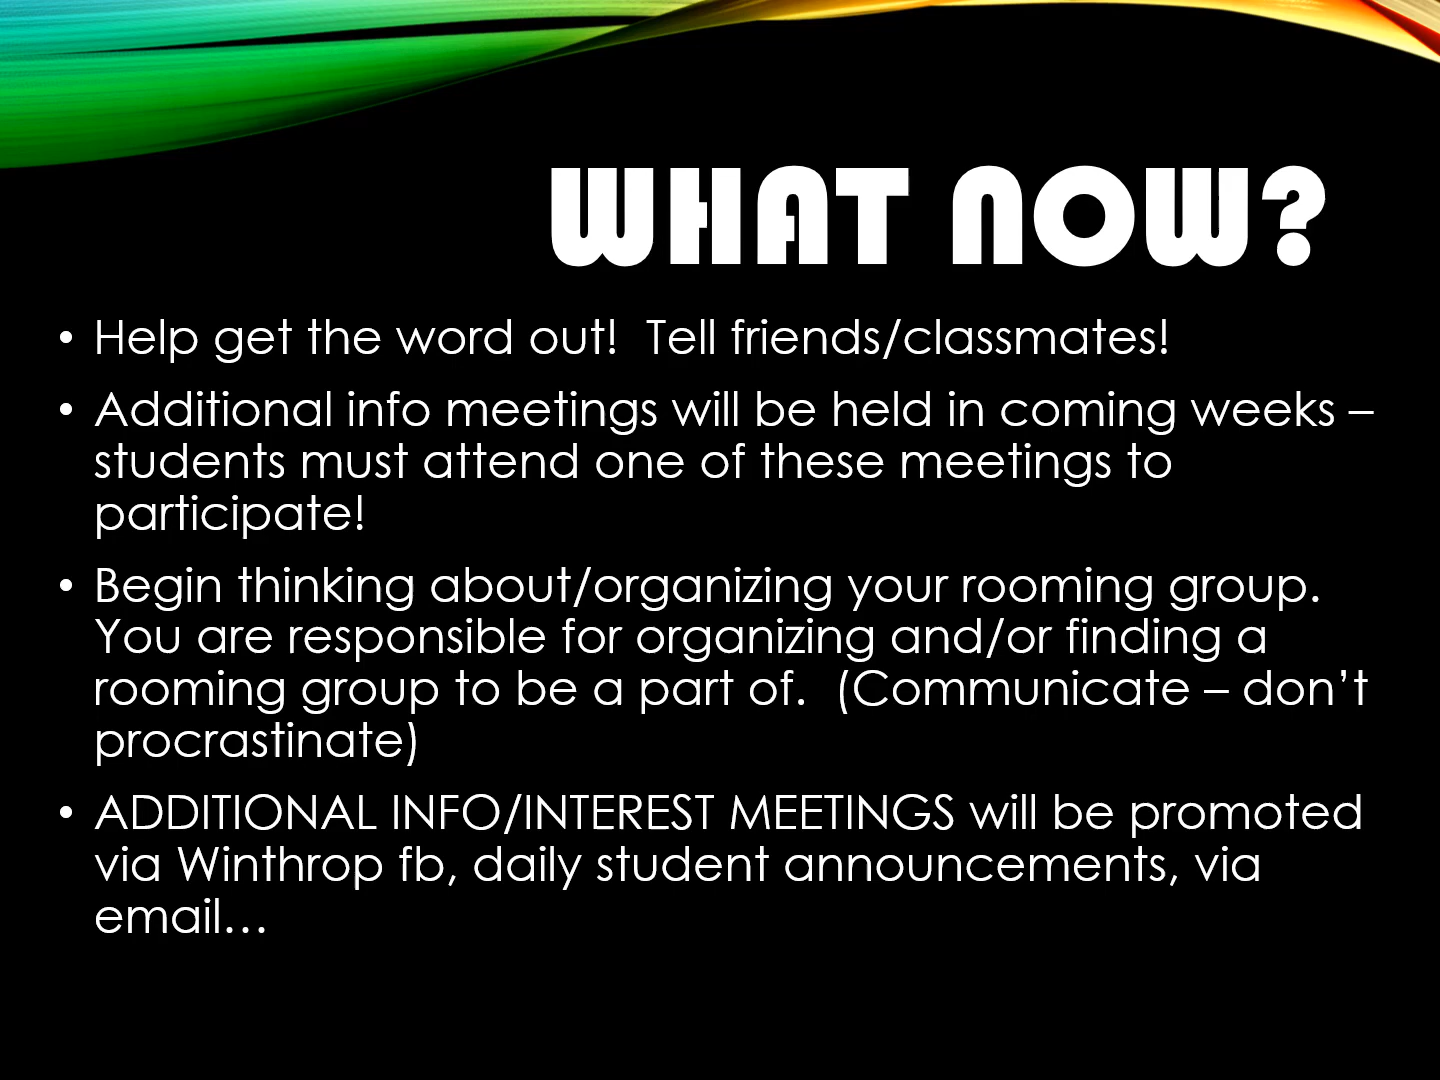 WHAT NOW?
• Help get the word out!  Tell friends/classmates!
• Additional info meetings will be held in coming weeks –
students must attend one of these meetings to
participate!
• Begin thinking about/organizing your rooming group.
You are responsible for organizing and/or finding a
rooming group to be a part of.  (Communicate – don’t
procrastinate)
• ADDITIONAL INFO/INTEREST MEETINGS will be promoted
via Winthrop fb, daily student announcements, via
email…